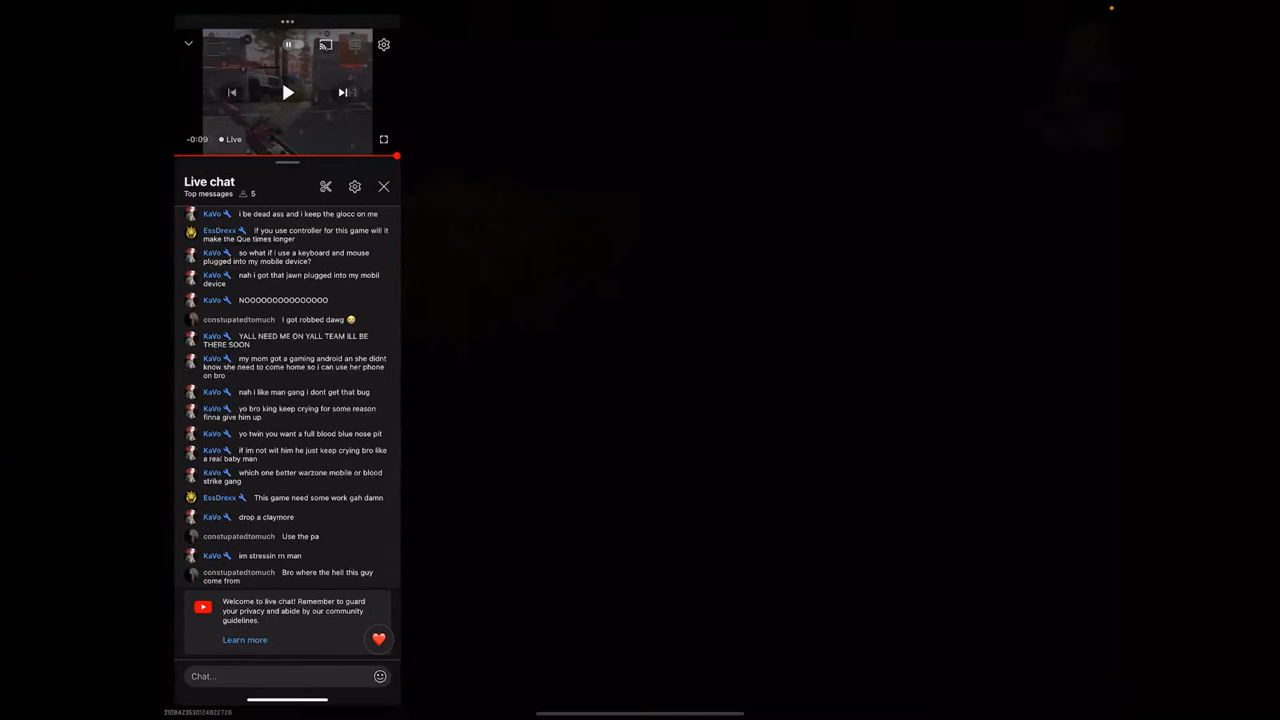 -0:09 Live
Live chat
Top messages 5
KaVo i be dead ass and i keep the glocc on me
EssDrexx If you use controller for this game will it
make the Que times longer
KaVo so what if i use a keyboard and mouse
plugged into my mobile device?
KaVo nah i got that jawn plugged into my mobil
device
KaVo NOOOOOOOOOOOOOOO
constupatedtomuch I got robbed dawg 😂
KaVo YALL NEED ME ON YALL TEAM ILL BE
THERE SOON
KaVo my mom got a gaming android an she didnt
know she need to come home so i can use her phone
on bro
KaVo nah i like man gang i dont get that bug
KaVo yo bro king keep crying for some reason
finna give him up
KaVo yo twin you want a full blood blue nose pit
KaVo if im not wit him he just keep crying bro like
a real baby man
KaVo which one better warzone mobile or blood
strike gang
EssDrexx This game need some work gah damn
KaVo drop a claymore
constupatedtomuch Use the pa
KaVo im stressin rn man
constupatedtomuch Bro where the hell this guy
come from
Welcome to live chat! Remember to guard
your privacy and abide by our community
guidelines.
Learn more
Chat...
3108423530124822726